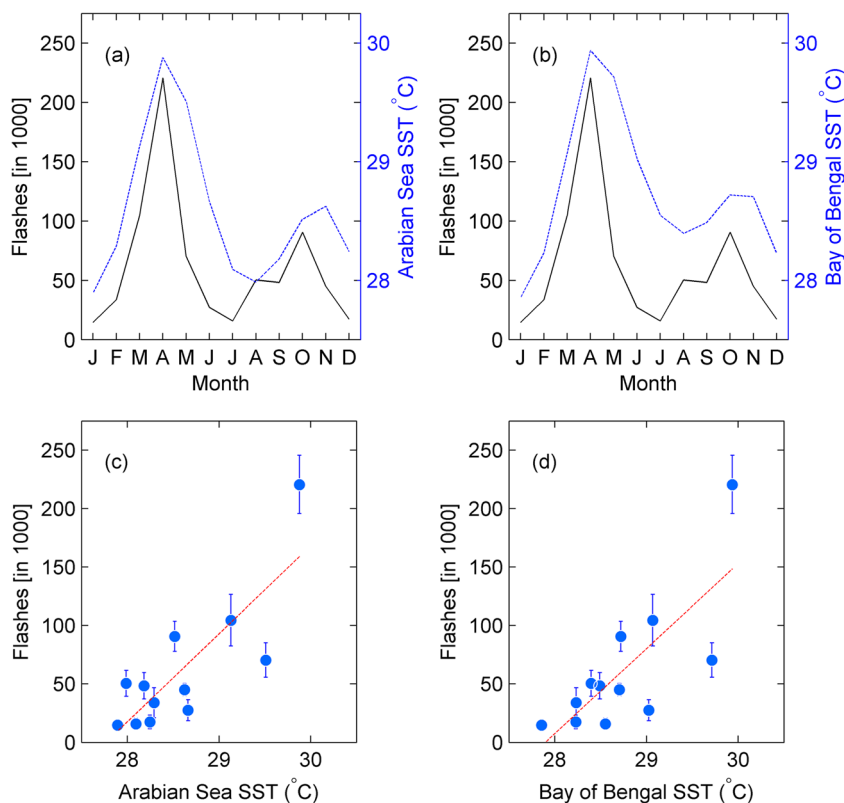 (a)
250
200
150
100
50
0
Flashes [in 1000]
30
29
28
Arabian Sea SST (°C)
J F M A M J J A S O N D
Month
(b)
250
200
150
100
50
0
Flashes [in 1000]
30
29
28
Bay of Bengal SST (°C)
J F M A M J J A S O N D
Month
(c)
250
200
150
100
50
0
Flashes [in 1000]
28 29 30
Arabian Sea SST (°C)
(d)
250
200
150
100
50
0
Flashes [in 1000]
28 29 30
Bay of Bengal SST (°C)